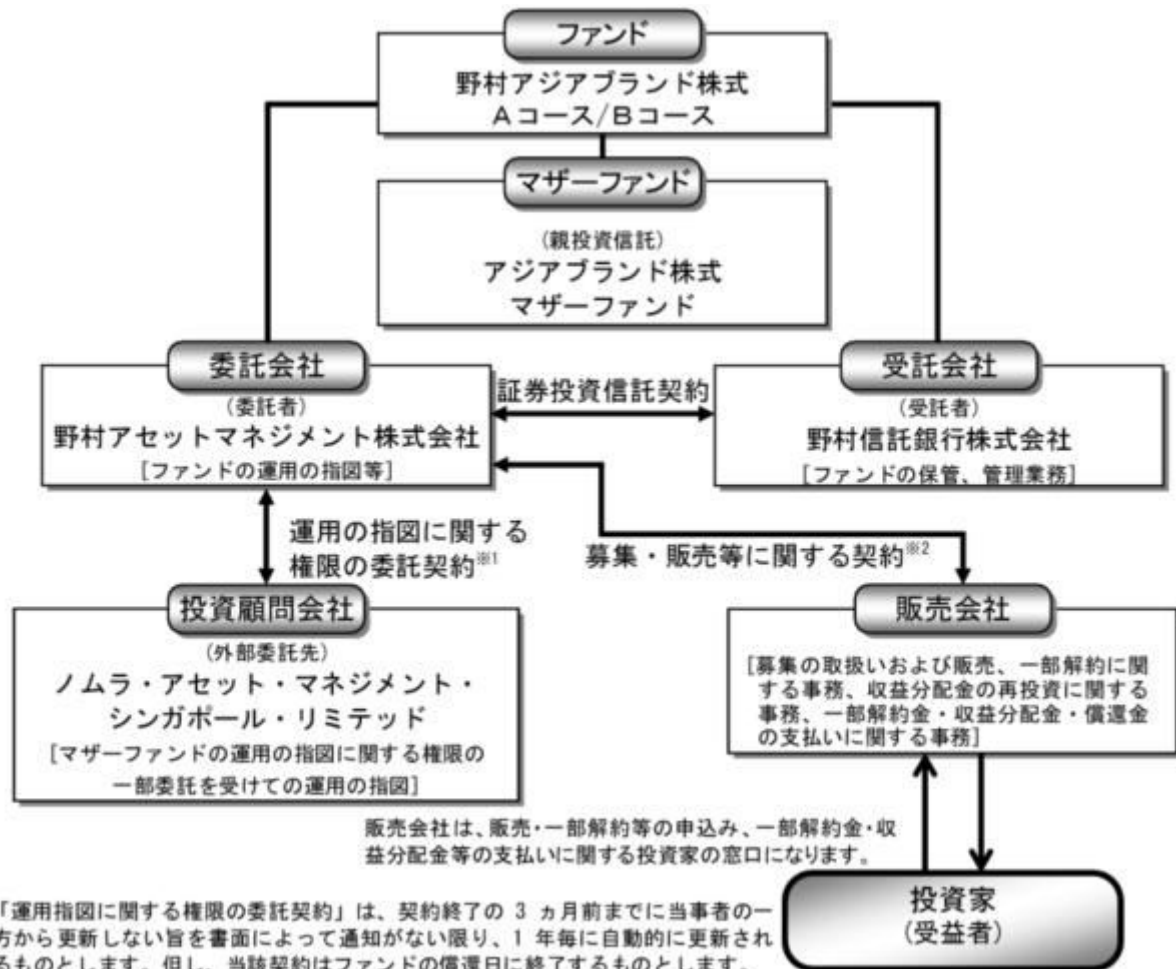 ファンド
野村アジアブランド株式
Aコース/Bコース
マザーファンド
(親投資信託)
アジアブランド株式
マザーファンド
委託会社
(委託者)
野村アセットマネジメント株式会社
[ファンドの運用の指図等]
証券投資信託契約
受託会社
(受託者)
野村信託銀行株式会社
[ファンドの保管、管理業務]
運用の指図に関する
権限の委託契約※1
募集・販売等に関する契約※2
投資顧問会社
(外部委託先)
ノムラ・アセット・マネジメント・
シンガポール・リミテッド
[マザーファンドの運用の指図に関する権限の
一部委託を受けての運用の指図]
販売会社
[募集の取扱いおよび販売、一部解約に関
する事務、収益分配金の再投資に関する
事務、一部解約金・収益分配金・償還金
の支払いに関する事務]
販売会社は、販売・一部解約等の申込み、一部解約金・収
益分配金等の支払いに関する投資家の窓口になります。
投資家
(受益者)
「運用指図に関する権限の委託契約」は、契約終了の 3 ヵ月前までに当事者の一
方から更新しない旨を書面によって通知がない限り、1 年毎に自動的に更新され
るものとします。但し、当該契約はファンドの償還日に終了するものとします。